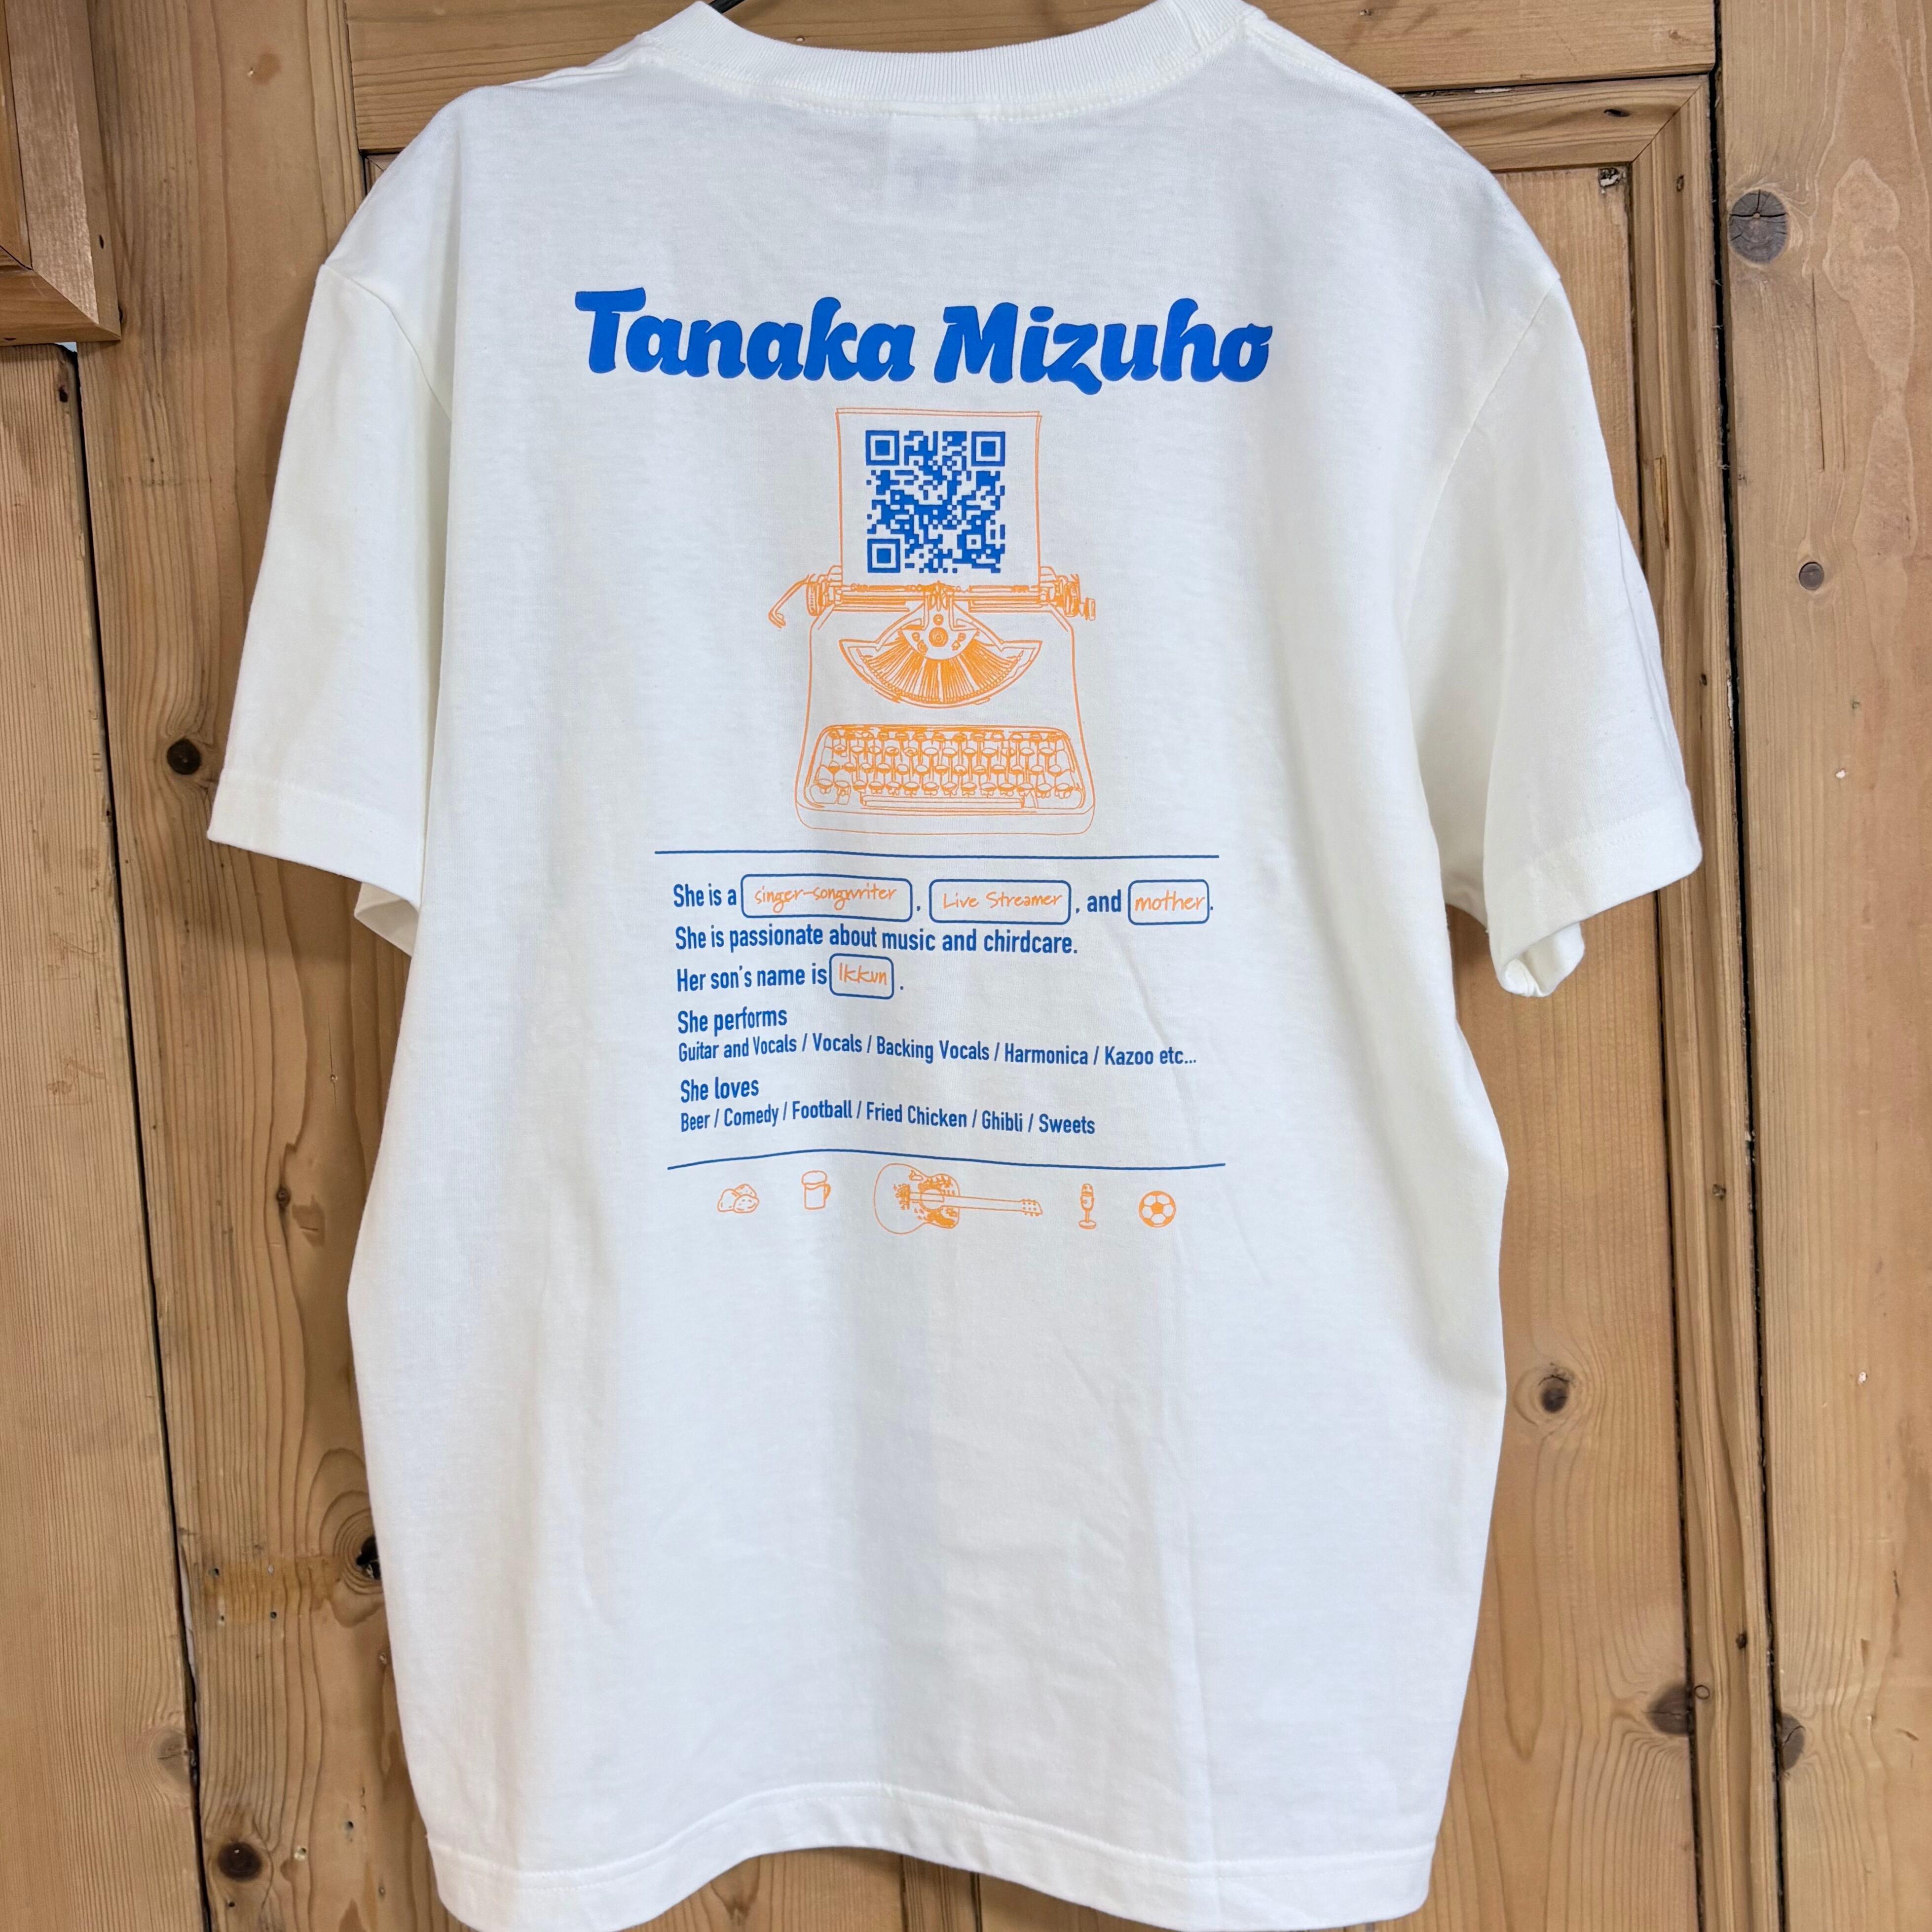 Tanaka Mizuho
She is a singer-songwriter, Live Streamer, and mother.
She is passionate about music and chirdcare.
Her son's name is Ikkun.
She performs
Guitar and Vocals / Vocals / Backing Vocals / Harmonica / Kazoo etc...
She loves
Beer / Comedy / Football / Fried Chicken / Ghibli / Sweets